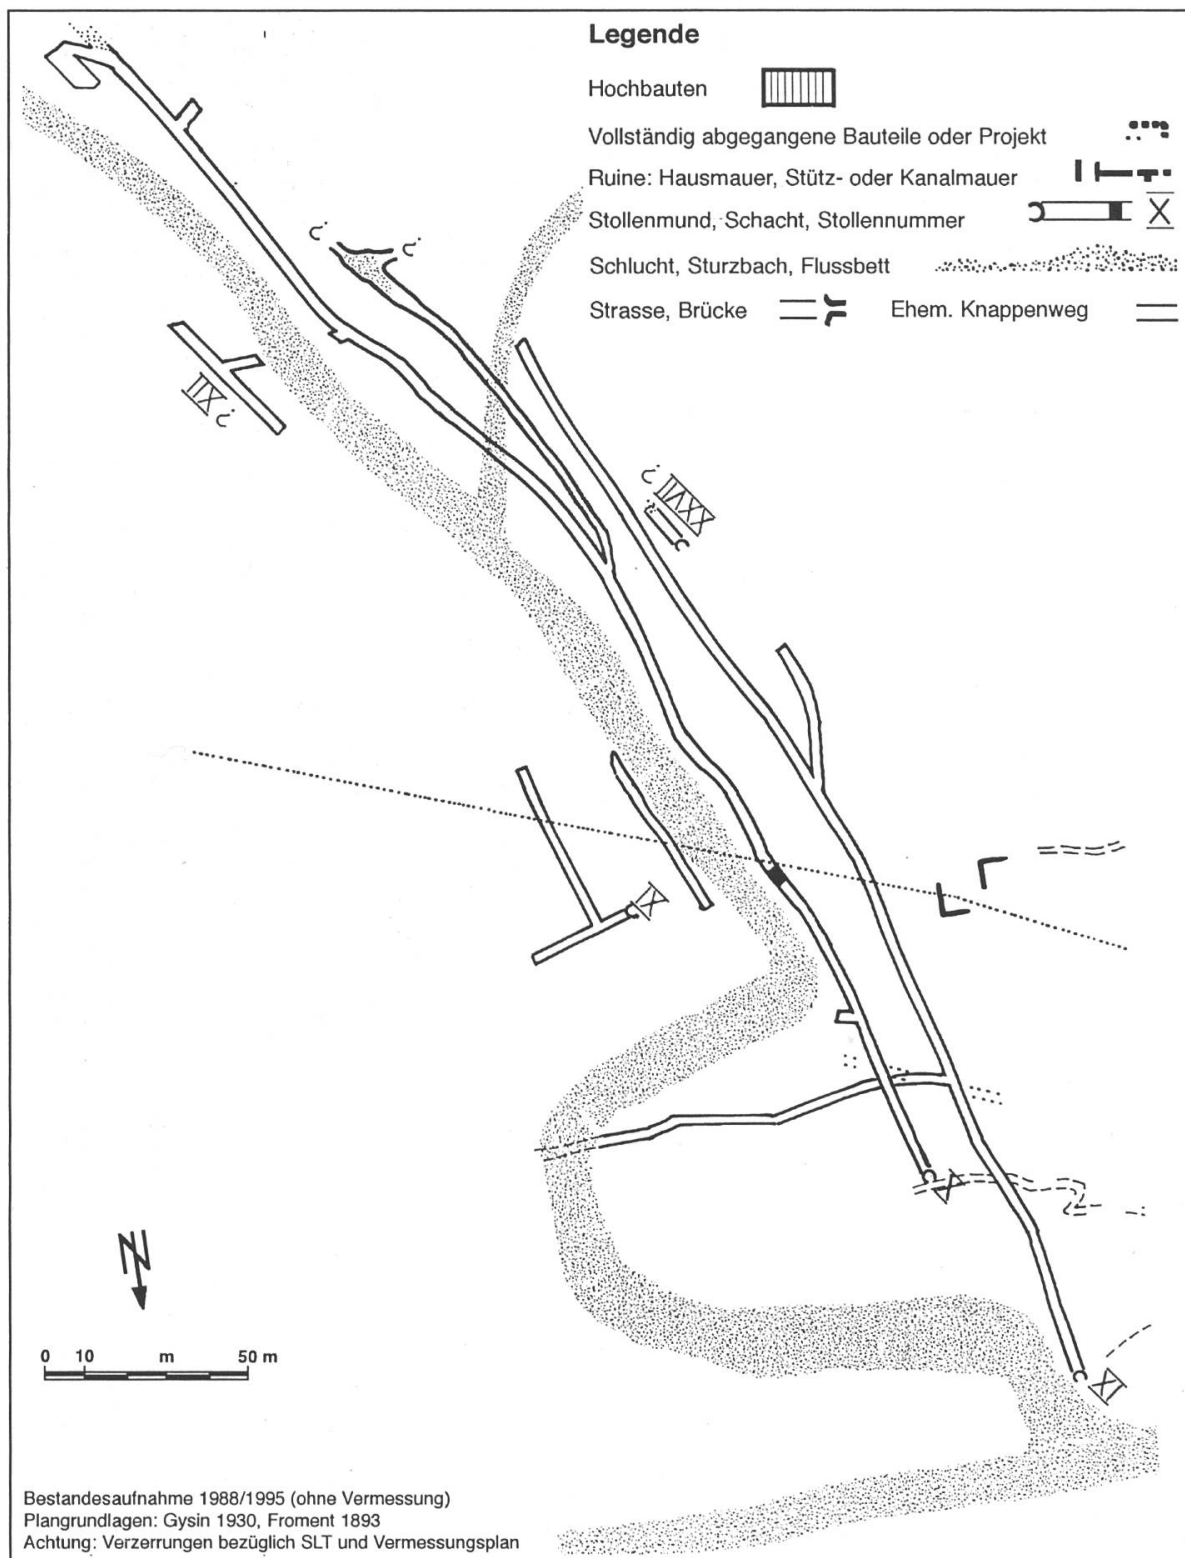 Legende
Hochbauten
Vollständig abgegangene Bauteile oder Projekt
Ruine: Hausmauer, Stütz- oder Kanalmauer
Stollenmund, Schacht, Stollennummer X
Schlucht, Sturzbach, Flussbett
Strasse, Brücke Ehem. Knappenweg
? ?
XII ?
? XXVII
?
IX
X
XI
N
0 10 m 50 m
Bestandesaufnahme 1988/1995 (ohne Vermessung)
Plangrundlagen: Gysin 1930, Froment 1893
Achtung: Verzerrungen bezüglich SLT und Vermessungsplan